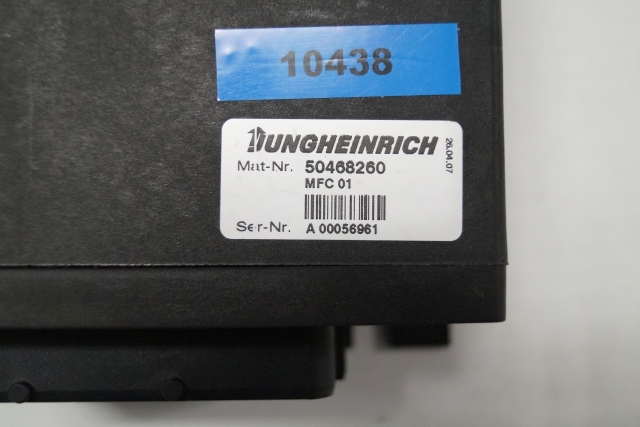 10438
JUNGHEINRICH
26.04.07
Mat-Nr. 50468260
MFC 01
Ser-Nr. A 00056961